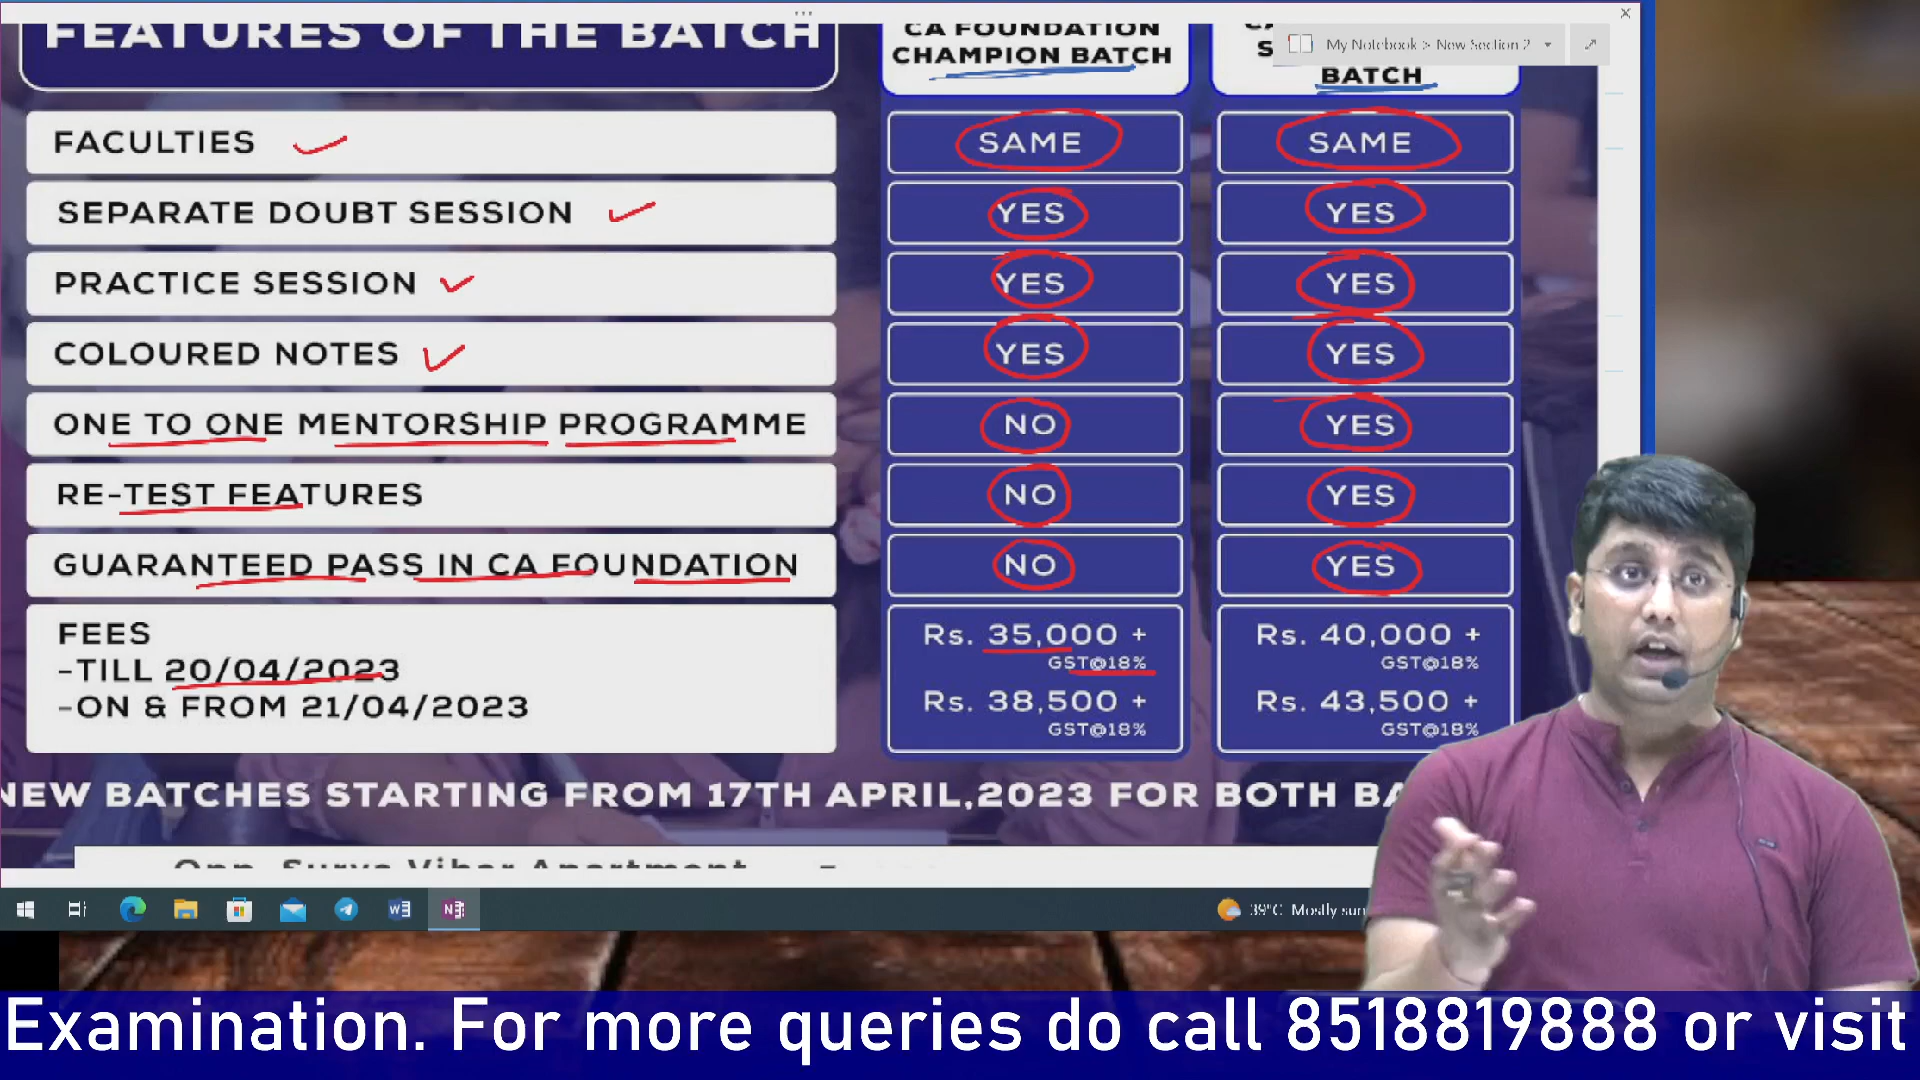 FEATURES OF THE BATCH
CA FOUNDATION
CHAMPION BATCH
BATCH
My Notebook > New Section 2
FACULTIES
SAME
SAME
SEPARATE DOUBT SESSION
YES
YES
PRACTICE SESSION
YES
YES
COLOURED NOTES
YES
YES
ONE TO ONE MENTORSHIP PROGRAMME
NO
YES
RE-TEST FEATURES
NO
YES
GUARANTEED PASS IN CA FOUNDATION
NO
YES
FEES
-TILL 20/04/2023
-ON & FROM 21/04/2023
Rs. 35,000 +
GST@18%
Rs. 38,500 +
GST@18%
Rs. 40,000 +
GST@18%
Rs. 43,500 +
GST@18%
NEW BATCHES STARTING FROM 17TH APRIL,2023 FOR BOTH
Opp. Surya Vihar Apartment
39°C Mostly
Examination. For more queries do call 8518819888 or visit